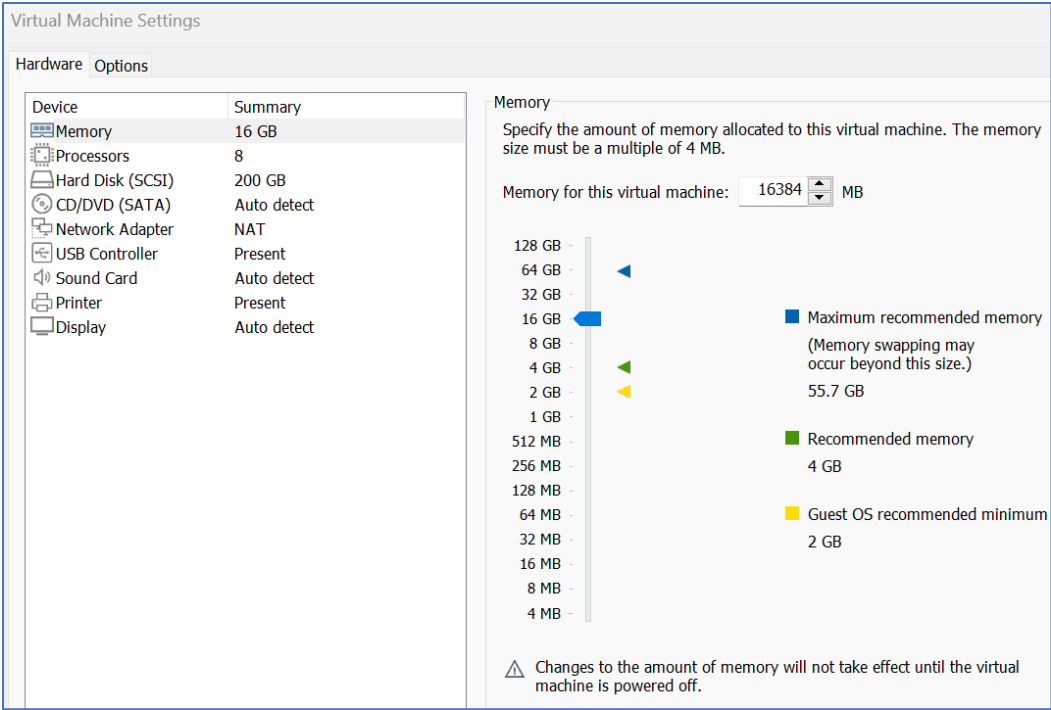 Virtual Machine Settings
Hardware Options
Device Summary
Memory 16 GB
Processors 8
Hard Disk (SCSI) 200 GB
CD/DVD (SATA) Auto detect
Network Adapter NAT
USB Controller Present
Sound Card Auto detect
Printer Present
Display Auto detect
Memory
Specify the amount of memory allocated to this virtual machine. The memory
size must be a multiple of 4 MB.
Memory for this virtual machine: 16384 MB
128 GB
64 GB
32 GB
16 GB
8 GB
4 GB
2 GB
1 GB
512 MB
256 MB
128 MB
64 MB
32 MB
16 MB
8 MB
4 MB
Maximum recommended memory
(Memory swapping may
occur beyond this size.)
55.7 GB
Recommended memory
4 GB
Guest OS recommended minimum
2 GB
Changes to the amount of memory will not take effect until the virtual
machine is powered off.